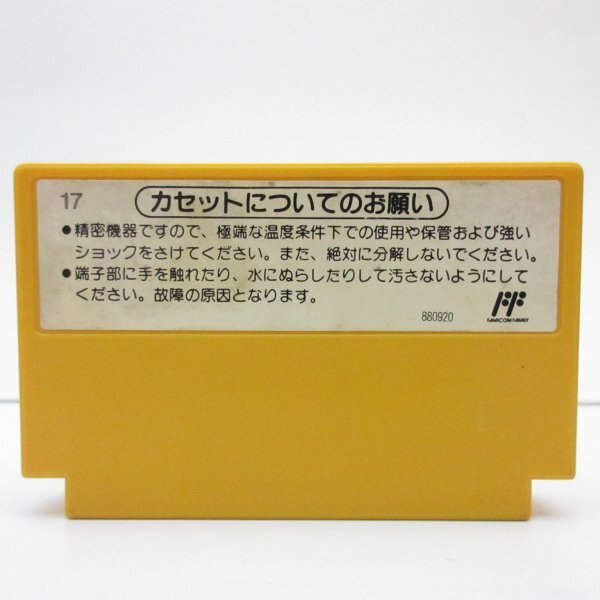 17
カセットについてのお願い
●精密機器ですので、極端な温度条件下での使用や保管および強い
ショックをさけてください。また、絶対に分解しないでください。
●端子部に手を触れたり、水にぬらしたりして汚さないようにして
ください。故障の原因となります。
880920
FAMICOM FAMILY